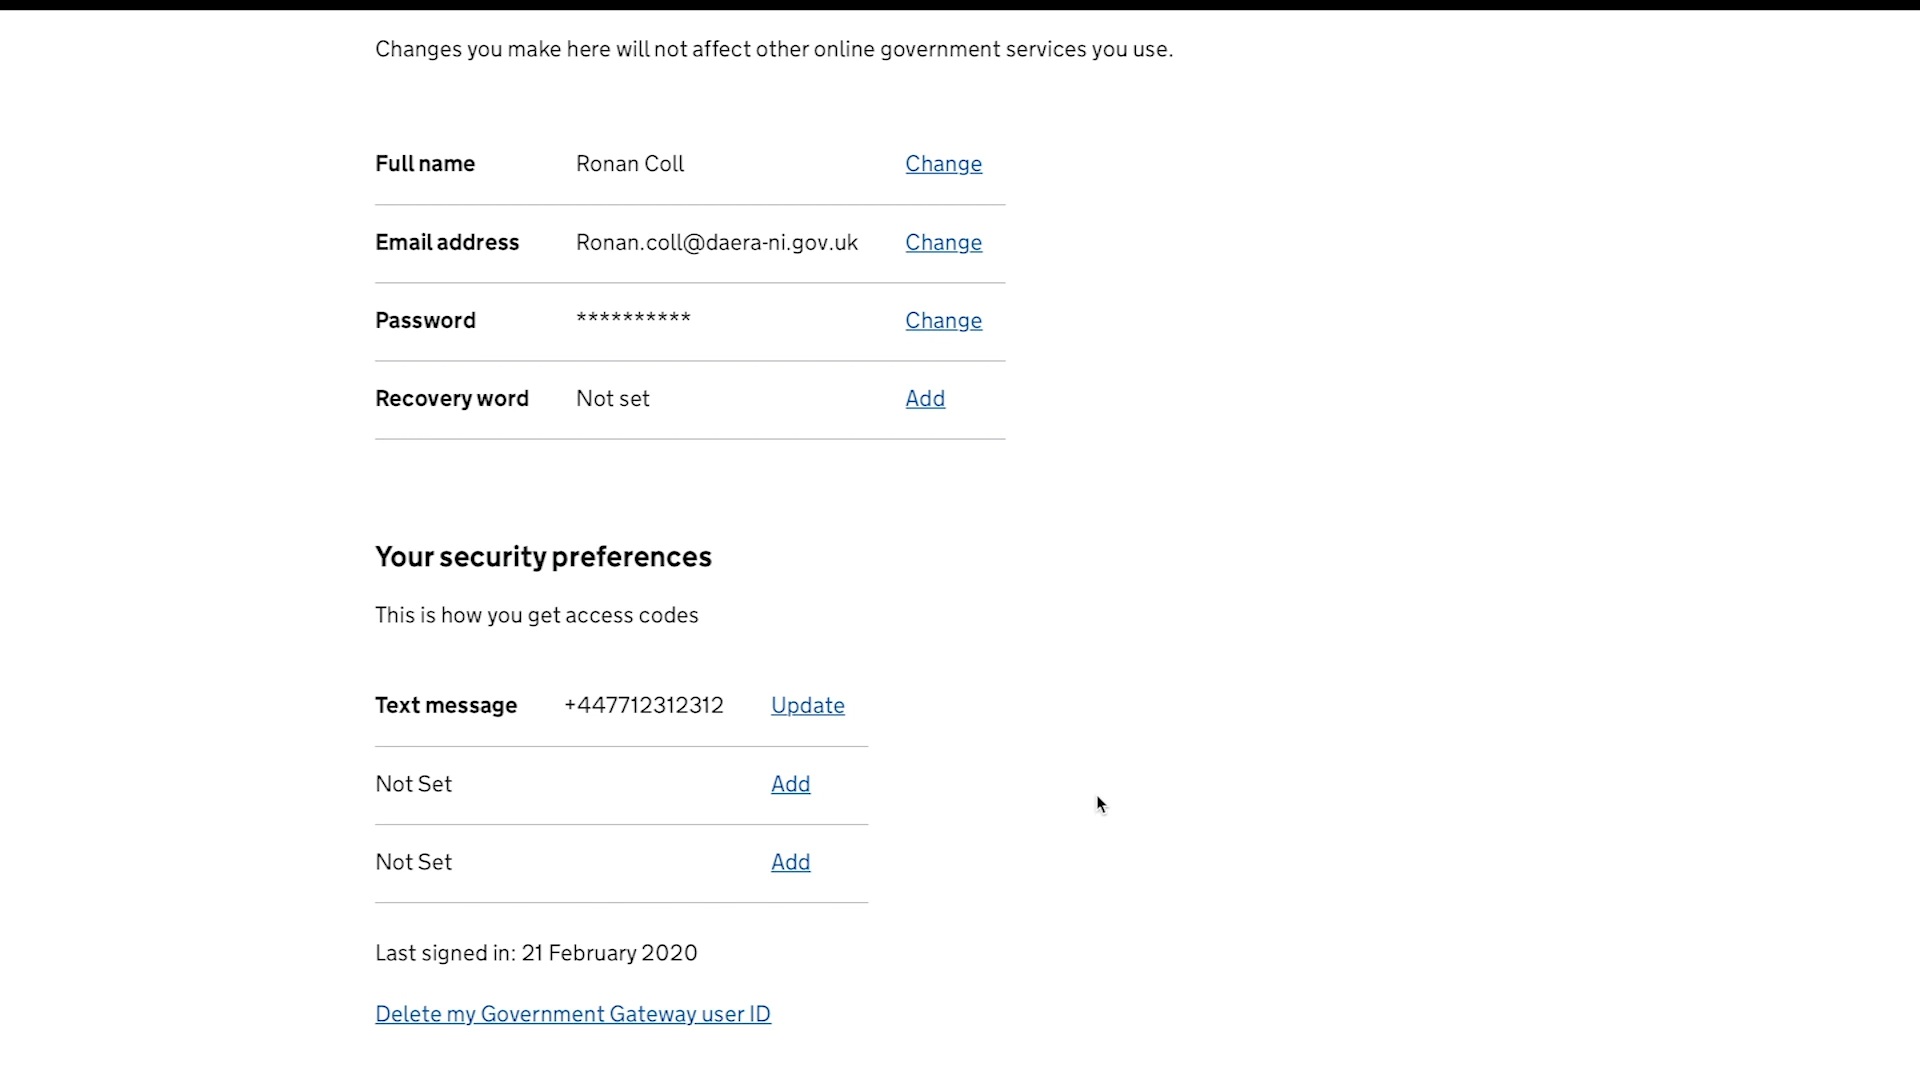 Changes you make here will not affect other online government services you use.
Full name Ronan Coll Change
Email address Ronan.coll@daera-ni.gov.uk Change
Password ********** Change
Recovery word Not set Add
Your security preferences
This is how you get access codes
Text message +447712312312 Update
Not Set Add
Not Set Add
Last signed in: 21 February 2020
Delete my Government Gateway user ID